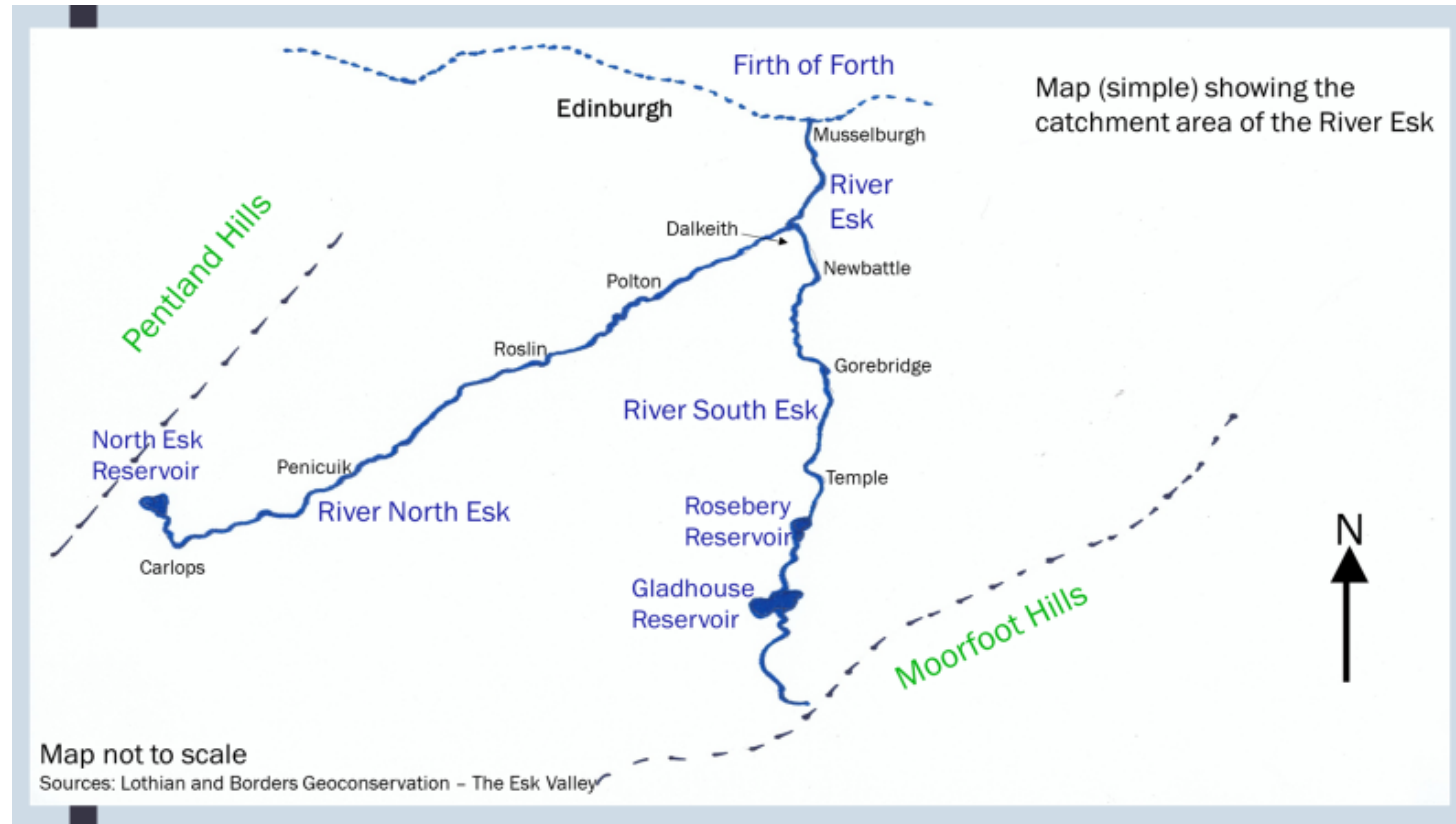 Firth of Forth
Map (simple) showing the
catchment area of the River Esk
Edinburgh
Musselburgh
River
Esk
Dalkeith
Newbattle
Pentland Hills
Polton
Roslin
Gorebridge
River South Esk
North Esk
Reservoir
Penicuik
Temple
River North Esk
Rosebery
Reservoir
N
Carlops
Gladhouse
Reservoir
Moorfoot Hills
Map not to scale
Sources: Lothian and Borders Geoconservation – The Esk Valley